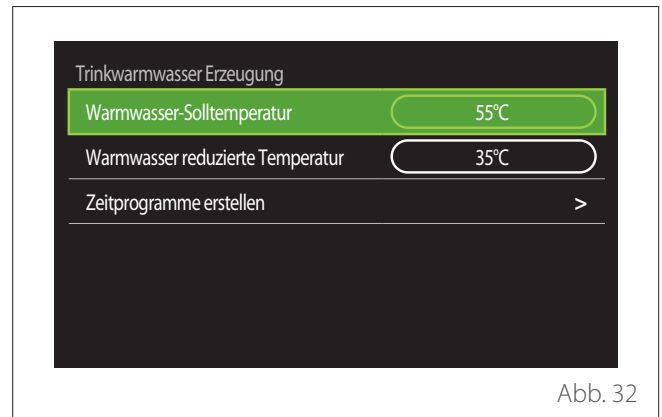 Trinkwarmwasser Erzeugung
Warmwasser-Solltemperatur 55°C
Warmwasser reduzierte Temperatur 35°C
Zeitprogramme erstellen >
Abb. 32